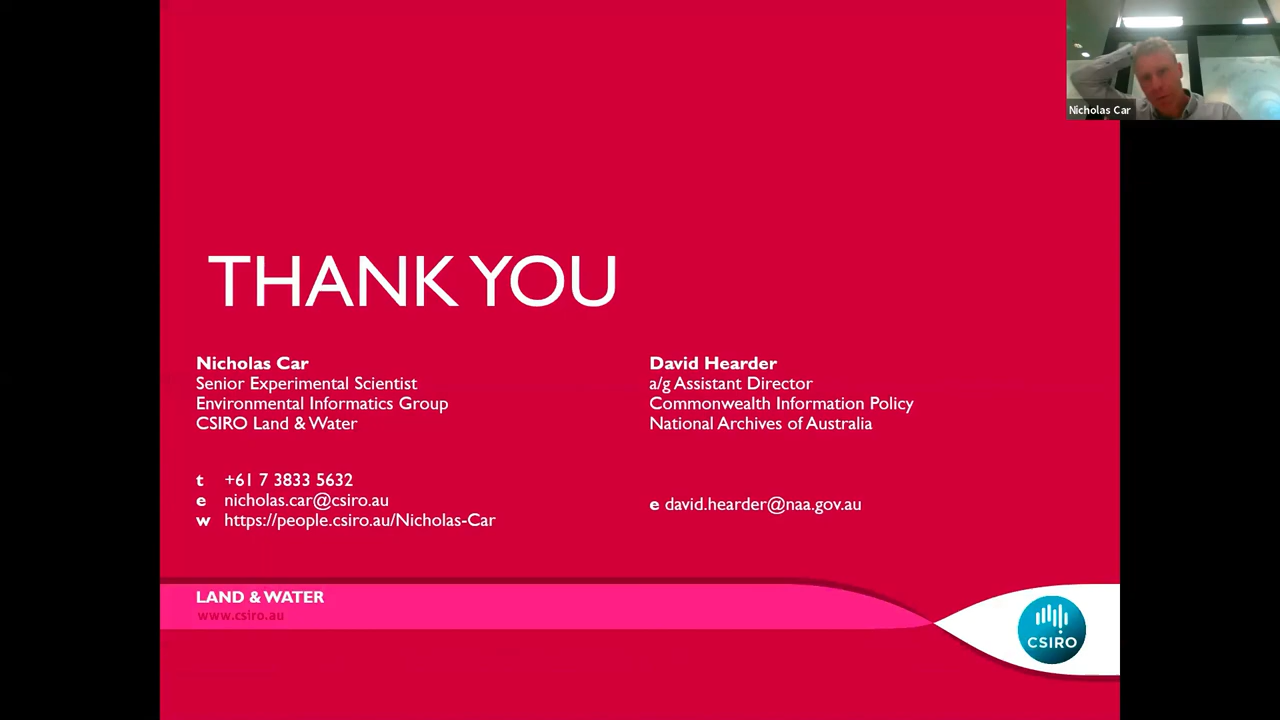 Nicholas Car
THANK YOU
Nicholas Car
Senior Experimental Scientist
Environmental Informatics Group
CSIRO Land & Water
t +61 7 3833 5632
e nicholas.car@csiro.au
w https://people.csiro.au/Nicholas-Car
David Hearder
a/g Assistant Director
Commonwealth Information Policy
National Archives of Australia
e david.hearder@naa.gov.au
LAND & WATER
www.csiro.au
CSIRO